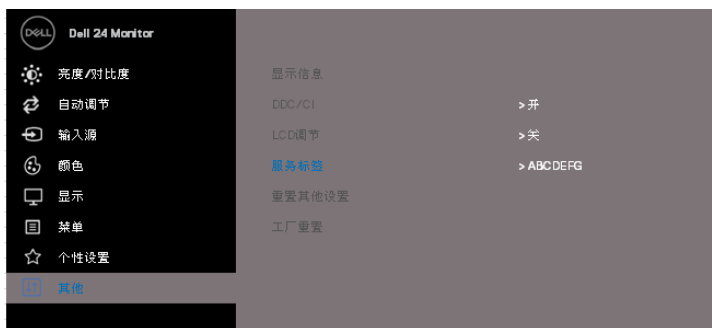 DELL Dell 24 Monitor
亮度/对比度 显示信息
自动调节 DDC/CI >开
输入源 LCD调节 >关
颜色 服务标签 >ABCDEFG
显示 重置其他设置
菜单 工厂重置
个性设置
其他